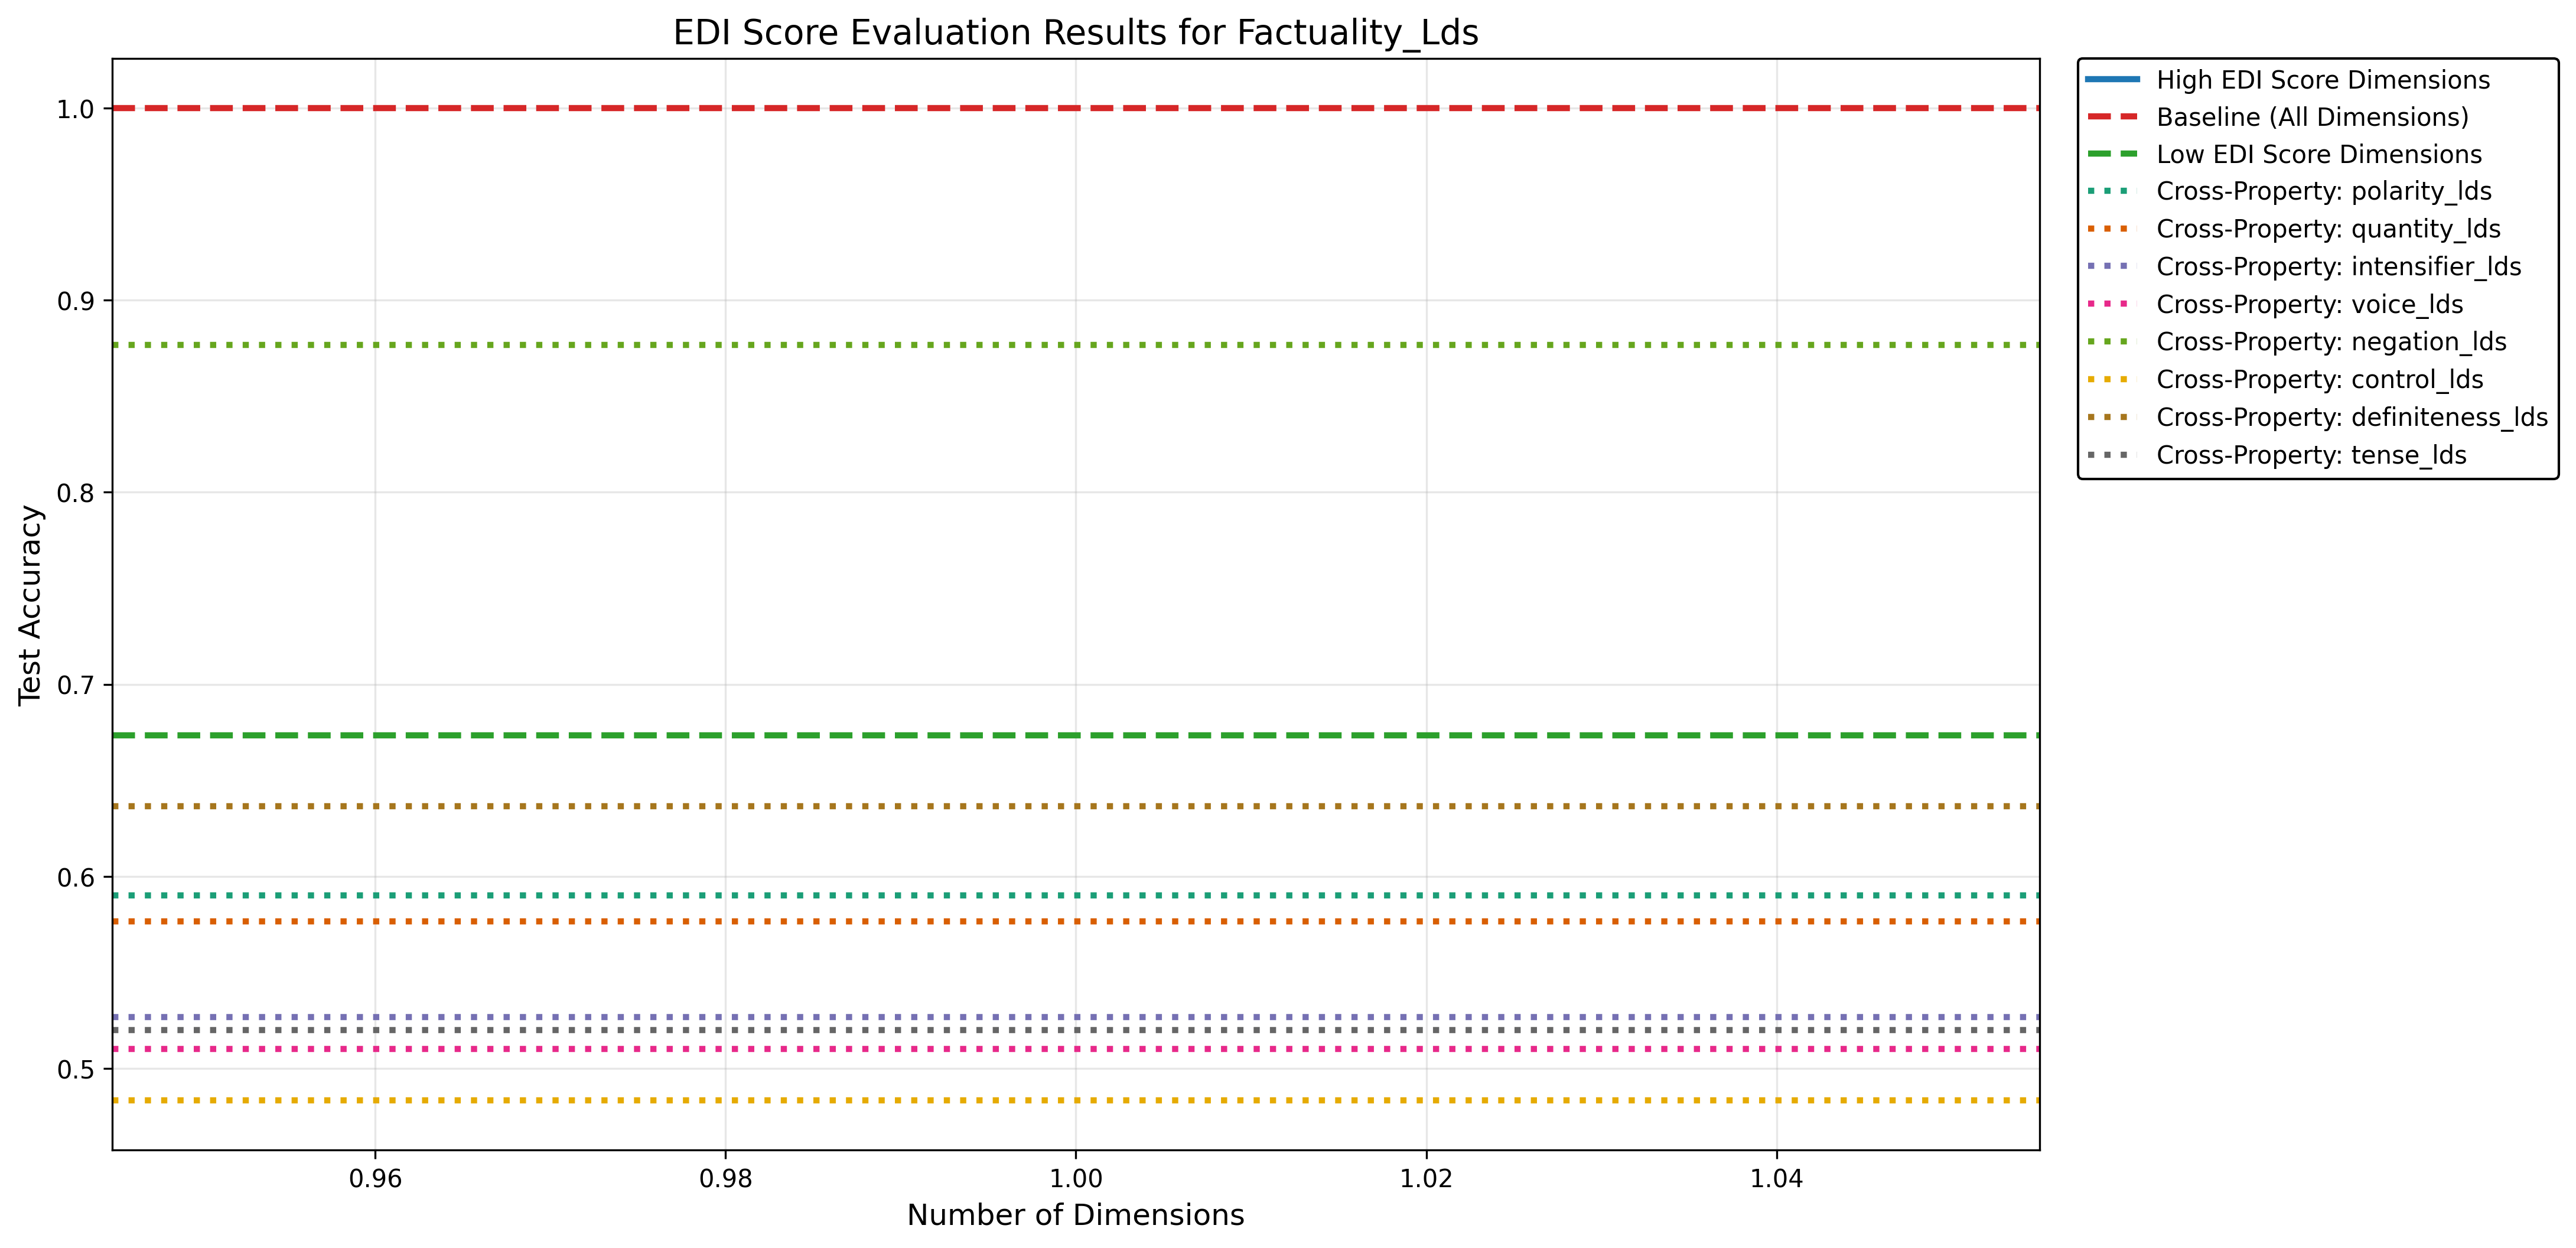 EDI Score Evaluation Results for Factuality_Lds
1.0
0.9
0.8
0.7
0.6
0.5
Test Accuracy
0.96 0.98 1.00 1.02 1.04
Number of Dimensions
High EDI Score Dimensions
Baseline (All Dimensions)
Low EDI Score Dimensions
Cross-Property: polarity_lds
Cross-Property: quantity_lds
Cross-Property: intensifier_lds
Cross-Property: voice_lds
Cross-Property: negation_lds
Cross-Property: control_lds
Cross-Property: definiteness_lds
Cross-Property: tense_lds